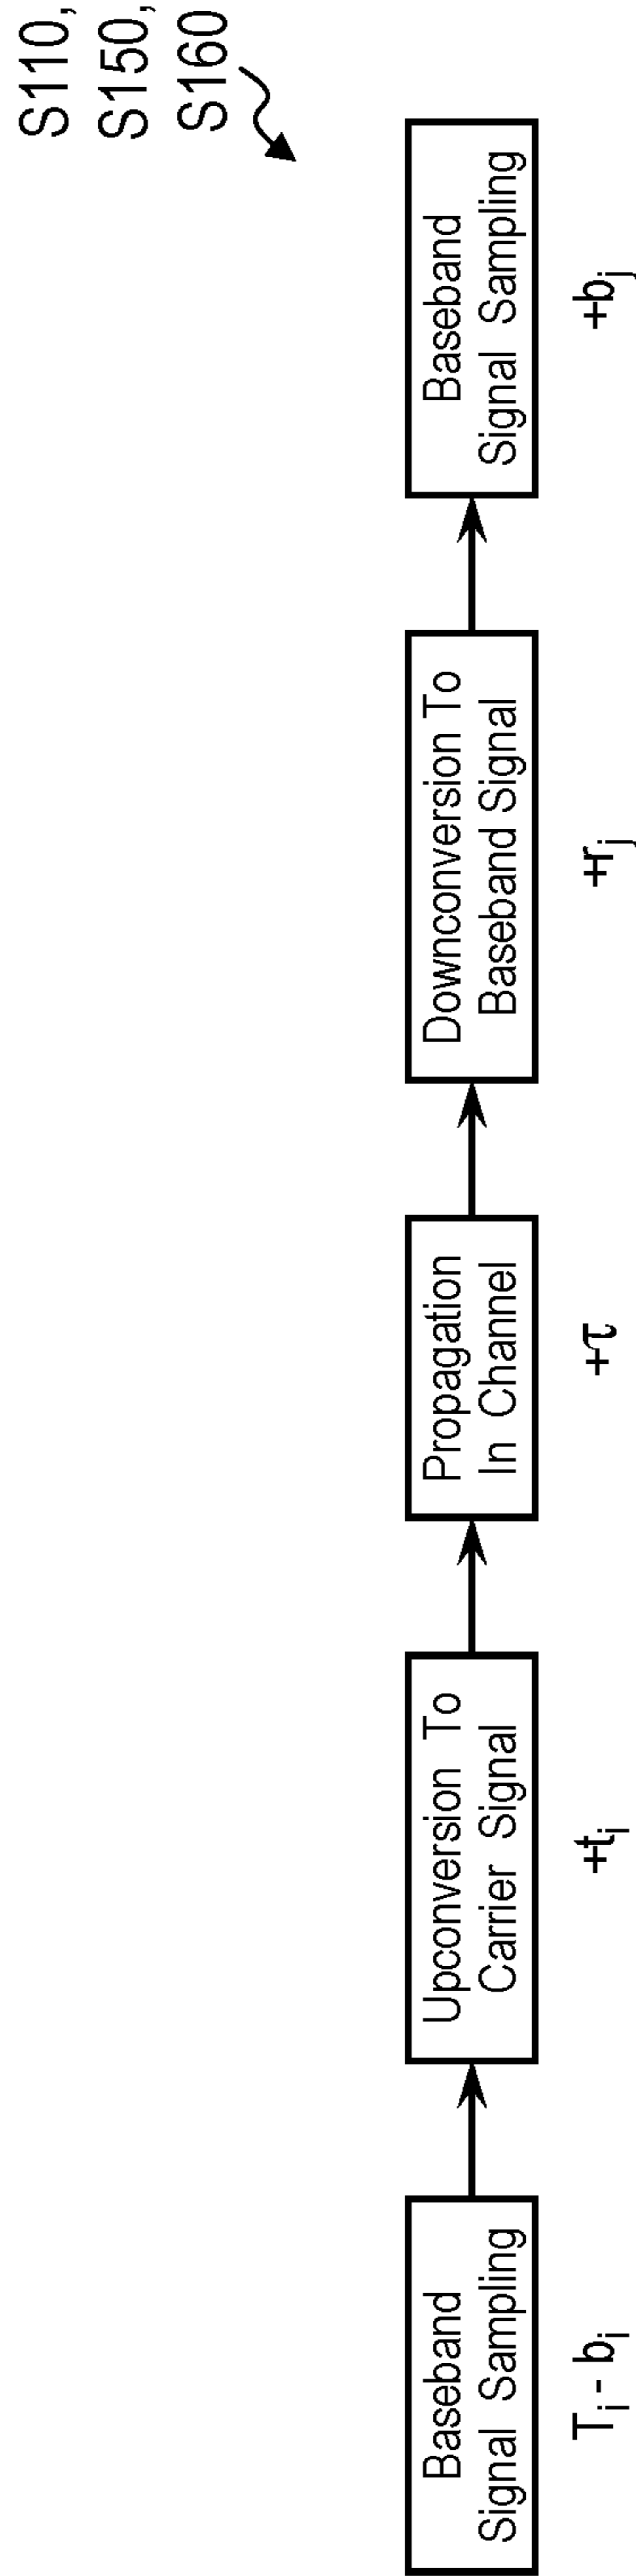 S110,
S150,
S160
Baseband
Signal Sampling
Upconversion To
Carrier Signal
Propagation
In Channel
Downconversion To
Baseband Signal
Baseband
Signal Sampling
Tᵢ - bᵢ
+tᵢ
+τ
+rⱼ
+bⱼ